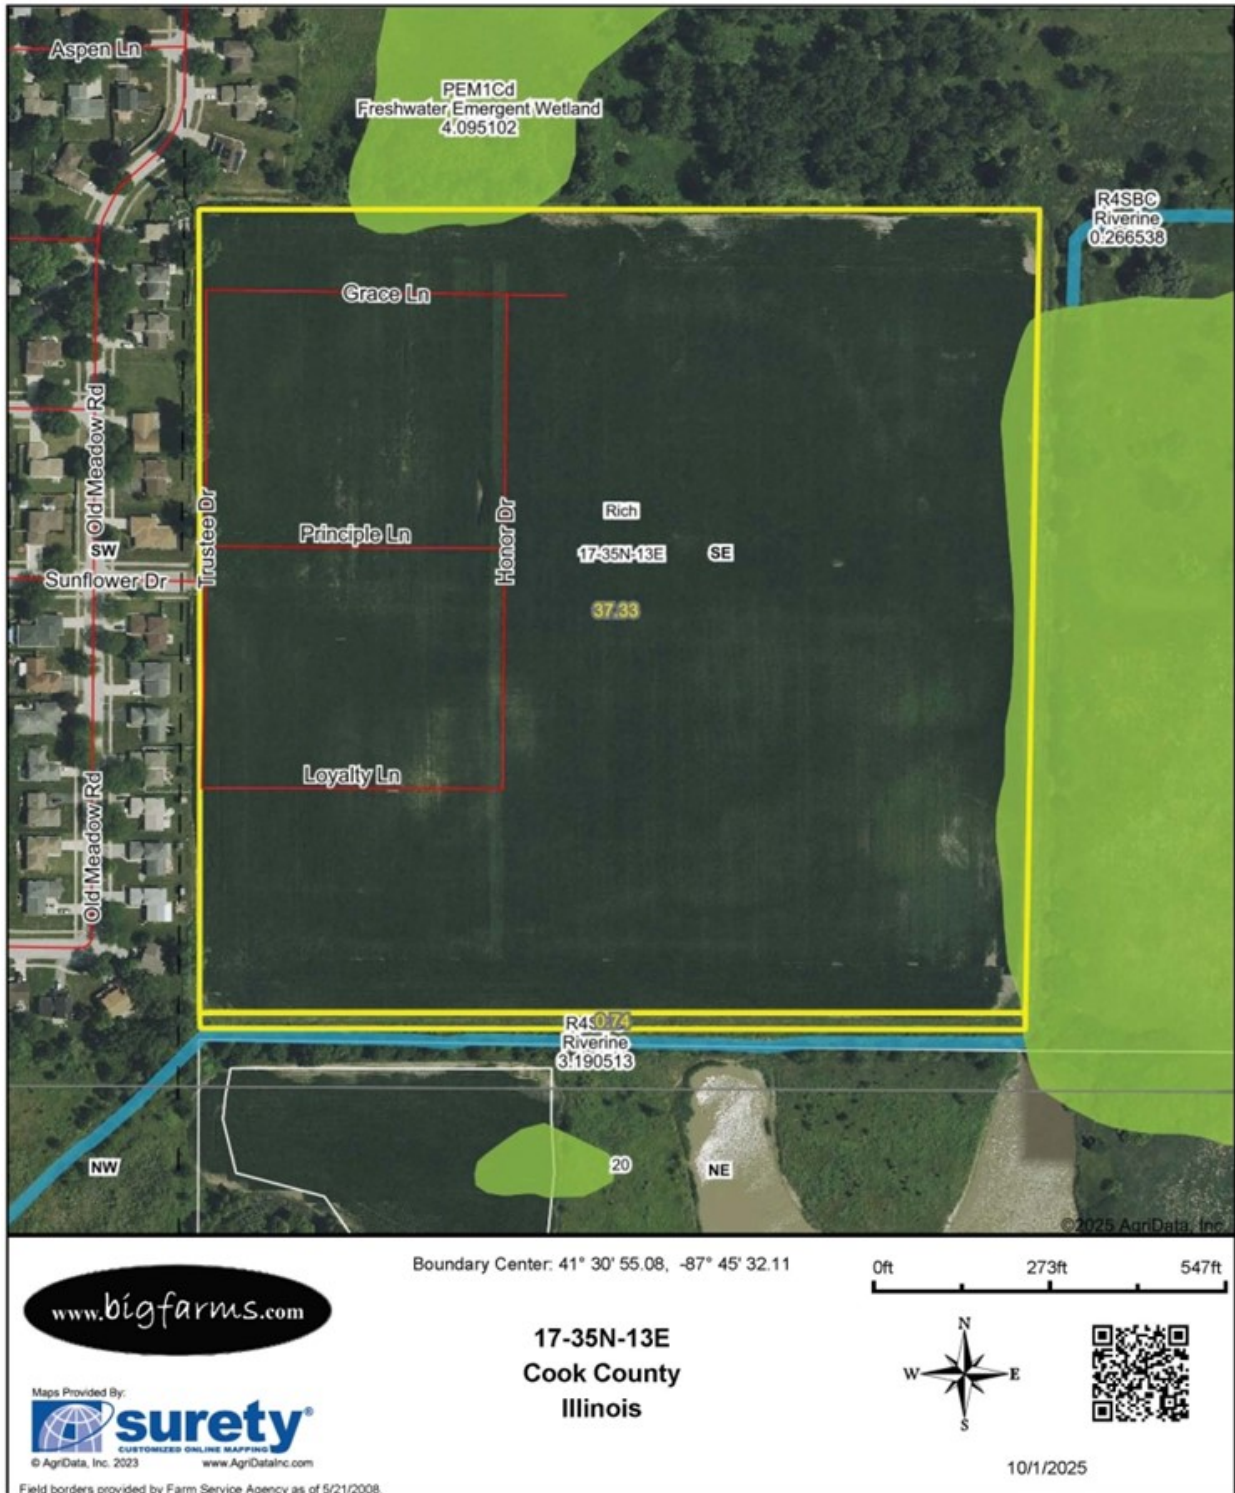 Aspen Ln
PEM1Cd
Freshwater Emergent Wetland
4.095102
R4SBC
Riverine
0.266538
Grace Ln
Old Meadow Rd
Trustee Dr
Honor Dr
Rich
Principle Ln
17-35N-13E
SE
SW
Sunflower Dr
37.33
Loyalty Ln
Old Meadow Rd
0.74
Riverine
3.190513
NW
20
NE
©2025 AgriData, Inc.
www.bigfarms.com
Boundary Center: 41° 30' 55.08, -87° 45' 32.11
0ft 273ft 547ft
17-35N-13E
Cook County
Illinois
N
W E
S
Maps Provided By:
surety®
CUSTOMIZED ONLINE MAPPING
© AgriData, Inc. 2023 www.AgriDataInc.com
10/1/2025
Field borders provided by Farm Service Agency as of 5/21/2008.